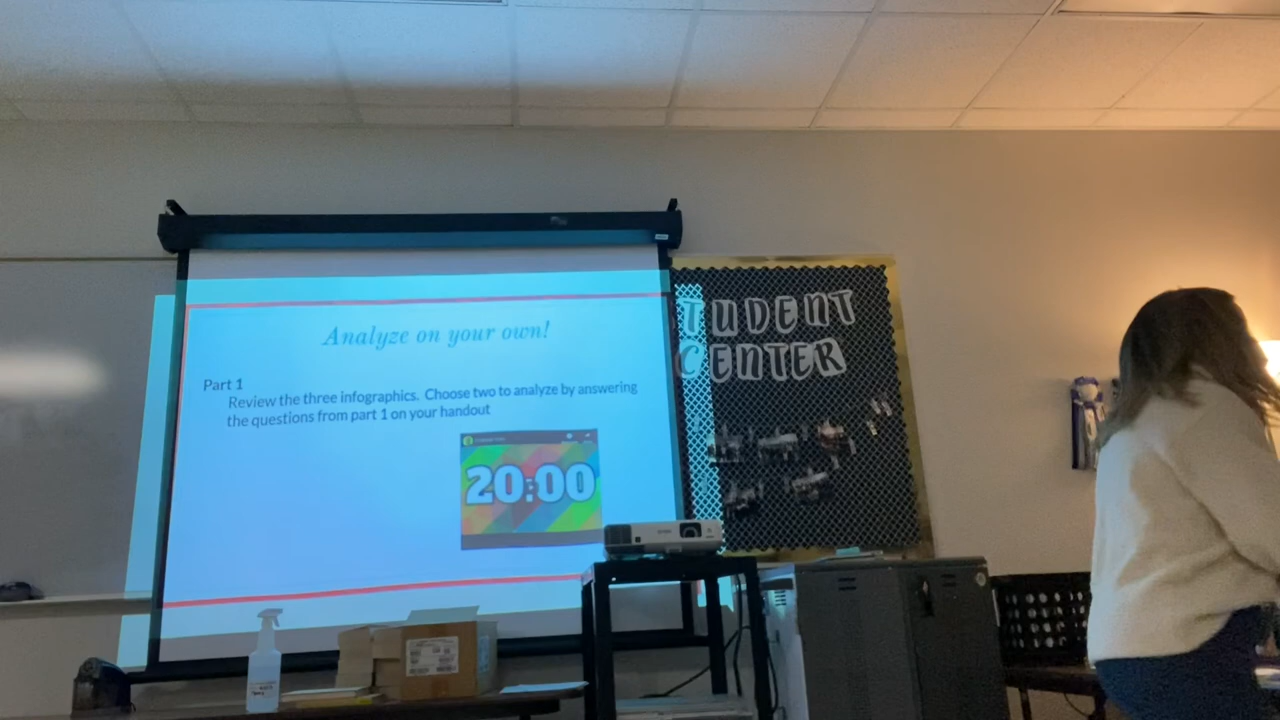 Analyze on your own!
Part 1
Review the three infographics. Choose two to analyze by answering
the questions from part 1 on your handout
20:00
TUDENT
CENTER